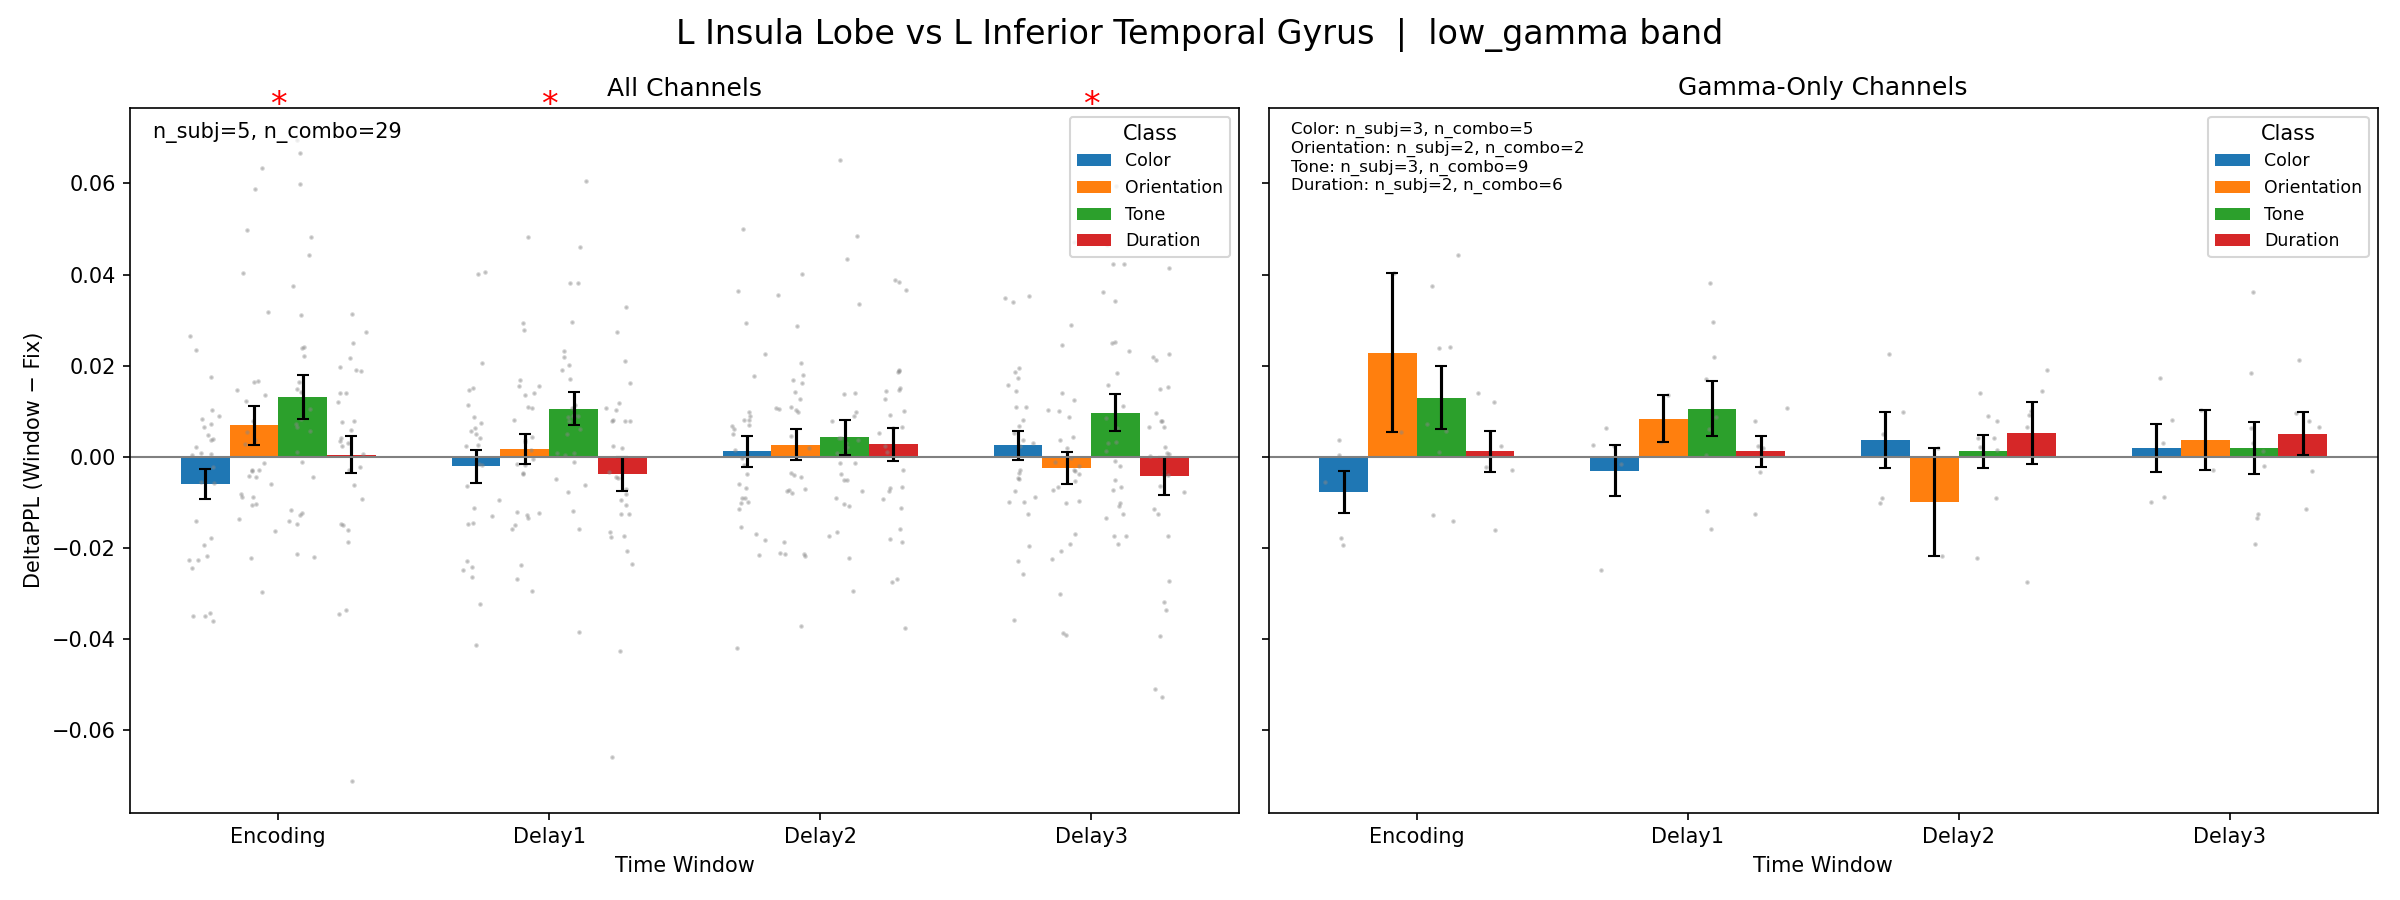 L Insula Lobe vs L Inferior Temporal Gyrus | low_gamma band
All Channels
* * *
n_subj=5, n_combo=29
Class
Color
Orientation
Tone
Duration
0.06
0.04
0.02
0.00
−0.02
−0.04
−0.06
DeltaPPL (Window − Fix)
Encoding Delay1 Delay2 Delay3
Time Window
Gamma-Only Channels
Color: n_subj=3, n_combo=5
Orientation: n_subj=2, n_combo=2
Tone: n_subj=3, n_combo=9
Duration: n_subj=2, n_combo=6
Class
Color
Orientation
Tone
Duration
Encoding Delay1 Delay2 Delay3
Time Window